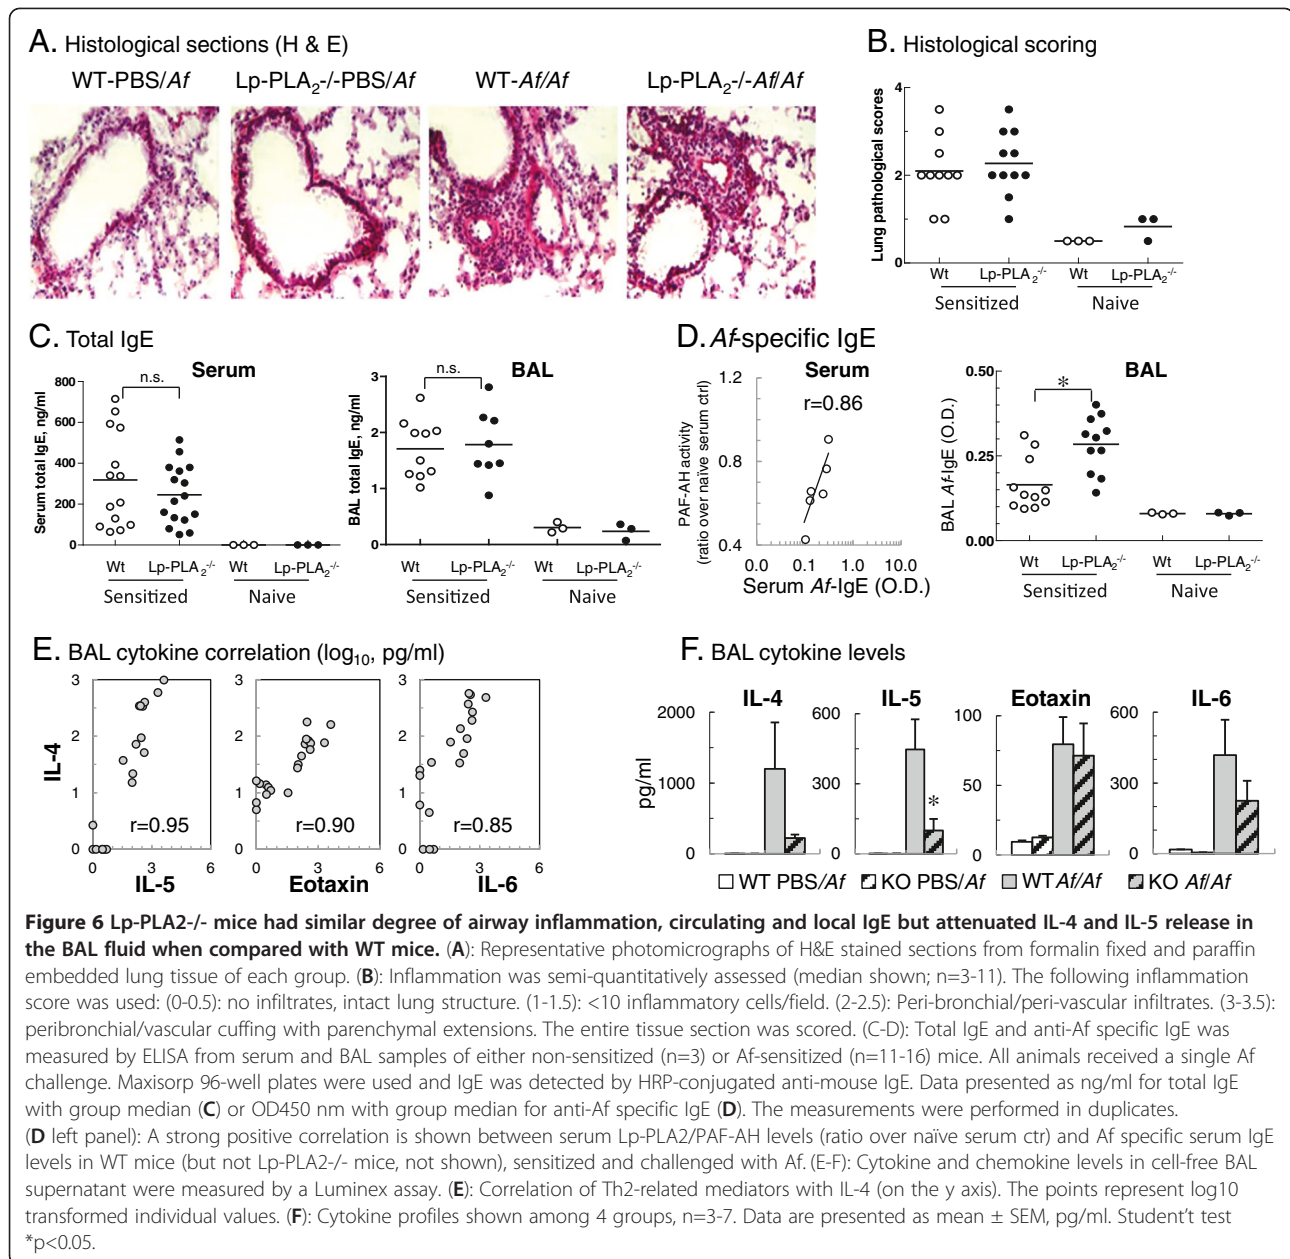 A. Histological sections (H & E)
WT-PBS/Af Lp-PLA2-/-PBS/Af WT-Af/Af Lp-PLA2-/-Af/Af
B. Histological scoring
Lung pathological scores
4
2
0
Wt Lp-PLA2-/- Wt Lp-PLA2-/-
Sensitized Naive
C. Total IgE
Serum
n.s.
Serum total IgE, ng/ml
800
600
400
200
0
Wt Lp-PLA2-/- Wt Lp-PLA2-/-
Sensitized Naive
BAL
n.s.
BAL total IgE, ng/ml
3
2
1
0
Wt Lp-PLA2-/- Wt Lp-PLA2-/-
Sensitized Naive
D. Af-specific IgE
Serum
r=0.86
PAF-AH activity
(ratio over naïve serum ctrl)
1.2
0.8
0.4
0.0 0.1 1.0 10.0
Serum Af-IgE (O.D.)
BAL
*
BAL Af-IgE (O.D.)
0.50
0.25
0.00
Wt Lp-PLA2-/- Wt Lp-PLA2-/-
Sensitized Naive
E. BAL cytokine correlation (log10, pg/ml)
IL-4
3
2
1
0
r=0.95
0 3 6
IL-5
3
2
1
0
r=0.90
0 3 6
Eotaxin
3
2
1
0
r=0.85
0 3 6
IL-6
F. BAL cytokine levels
pg/ml
IL-4
2000
1000
0
IL-5
600
300
0
*
Eotaxin
100
50
0
IL-6
600
300
0
WT PBS/Af KO PBS/Af WT Af/Af KO Af/Af
Figure 6 Lp-PLA2-/- mice had similar degree of airway inflammation, circulating and local IgE but attenuated IL-4 and IL-5 release in
the BAL fluid when compared with WT mice. (A): Representative photomicrographs of H&E stained sections from formalin fixed and paraffin
embedded lung tissue of each group. (B): Inflammation was semi-quantitatively assessed (median shown; n=3-11). The following inflammation
score was used: (0-0.5): no infiltrates, intact lung structure. (1-1.5): <10 inflammatory cells/field. (2-2.5): Peri-bronchial/peri-vascular infiltrates. (3-3.5):
peribronchial/vascular cuffing with parenchymal extensions. The entire tissue section was scored. (C-D): Total IgE and anti-Af specific IgE was
measured by ELISA from serum and BAL samples of either non-sensitized (n=3) or Af-sensitized (n=11-16) mice. All animals received a single Af
challenge. Maxisorp 96-well plates were used and IgE was detected by HRP-conjugated anti-mouse IgE. Data presented as ng/ml for total IgE
with group median (C) or OD450 nm with group median for anti-Af specific IgE (D). The measurements were performed in duplicates.
(D left panel): A strong positive correlation is shown between serum Lp-PLA2/PAF-AH levels (ratio over naïve serum ctr) and Af specific serum IgE
levels in WT mice (but not Lp-PLA2-/- mice, not shown), sensitized and challenged with Af. (E-F): Cytokine and chemokine levels in cell-free BAL
supernatant were measured by a Luminex assay. (E): Correlation of Th2-related mediators with IL-4 (on the y axis). The points represent log10
transformed individual values. (F): Cytokine profiles shown among 4 groups, n=3-7. Data are presented as mean ± SEM, pg/ml. Student's test
*p<0.05.